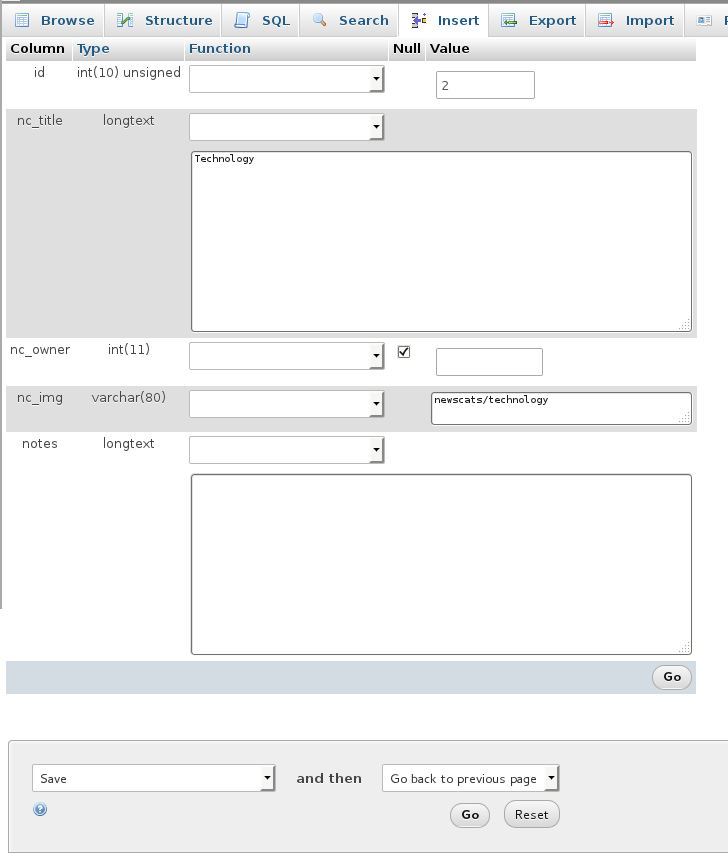 Browse Structure SQL Search Insert Export Import
Column Type Function Null Value
id int(10) unsigned 2
nc_title longtext
Technology
nc_owner int(11)
nc_img varchar(80) newscats/technology
notes longtext
Go
Save and then Go back to previous page
Go Reset